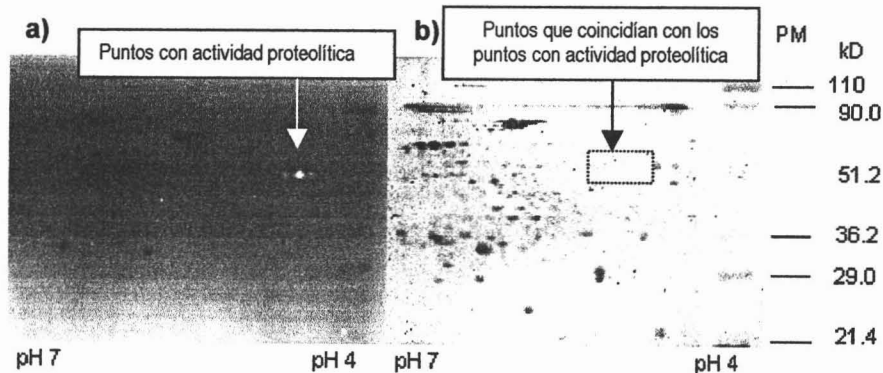 a)
Puntos con actividad proteolítica
b)
Puntos que coincidían con los
puntos con actividad proteolítica
PM
kD
110
90.0
51.2
36.2
29.0
21.4
pH 7
pH 4
pH 7
pH 4